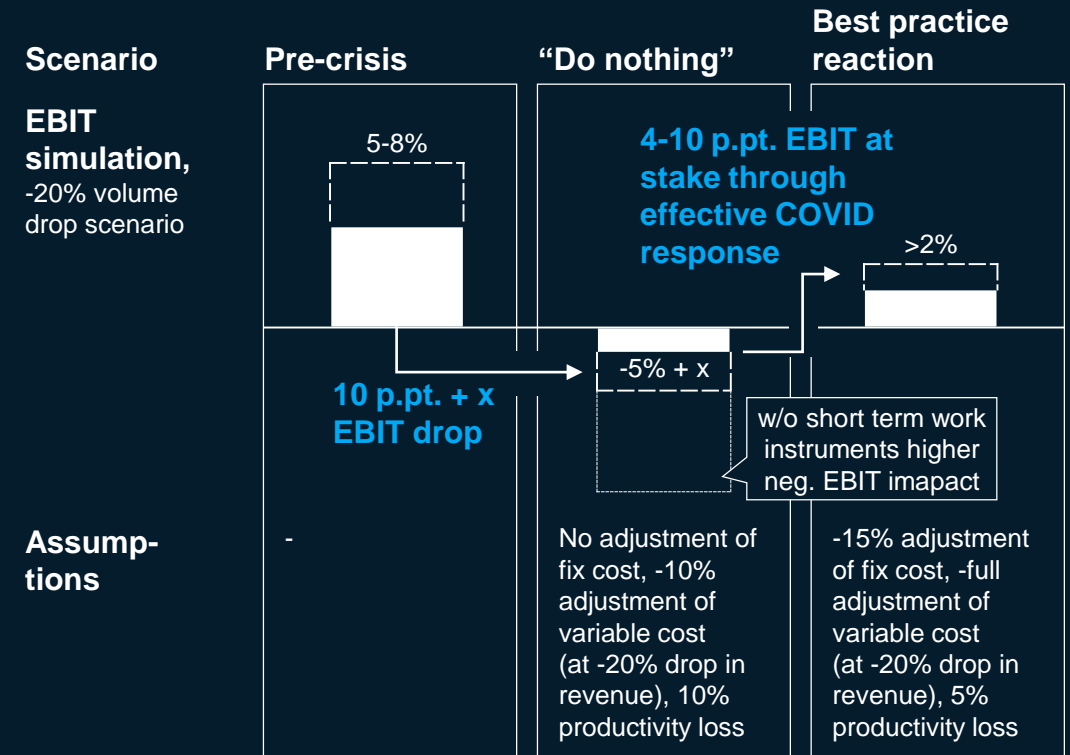 Scenario
Pre-crisis
“Do nothing”
Best practice
reaction
EBIT
simulation,
-20% volume
drop scenario
5-8%
4-10 p.pt. EBIT at
stake through
effective COVID
response
>2%
-5% + x
10 p.pt. + x
EBIT drop
w/o short term work
instruments higher
neg. EBIT imapact
Assump-
tions
-
No adjustment of
fix cost, -10%
adjustment of
variable cost
(at -20% drop in
revenue), 10%
productivity loss
-15% adjustment
of fix cost, -full
adjustment of
variable cost
(at -20% drop in
revenue), 5%
productivity loss